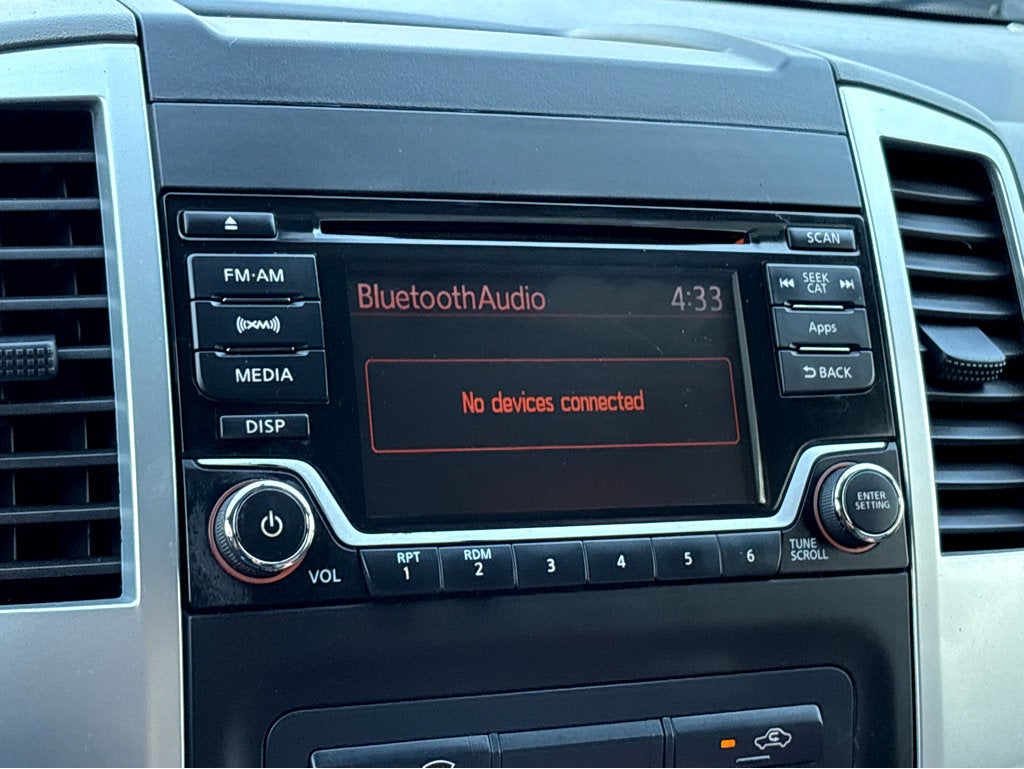 SCAN
FM·AM
SEEK
CAT
BluetoothAudio 4:33
XM
Apps
MEDIA
BACK
No devices connected
DISP
ENTER
SETTING
VOL
RPT
1
RDM
2
3
4
5
6
TUNE
SCROLL